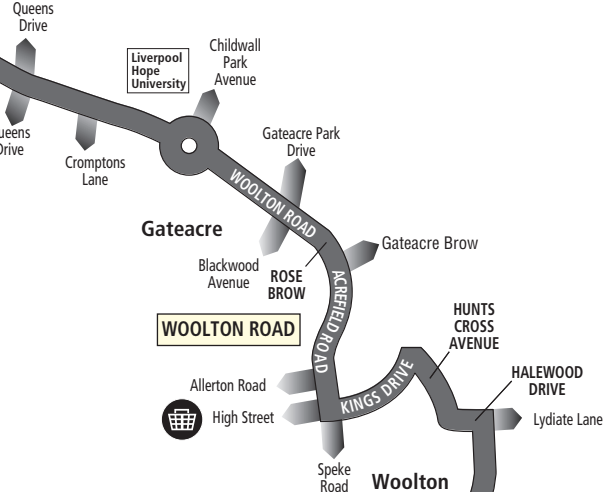 Queens
Drive
Liverpool
Hope
University
Childwall
Park
Avenue
Drive
Cromptons
Lane
Gateacre Park
Drive
WOOLTON ROAD
Gateacre
Gateacre Brow
Blackwood
Avenue
ROSE
BROW
ACREFIELD ROAD
WOOLTON ROAD
HUNTS
CROSS
AVENUE
HALEWOOD
DRIVE
Allerton Road
KINGS DRIVE
High Street
Lydiate Lane
Speke
Road
Woolton